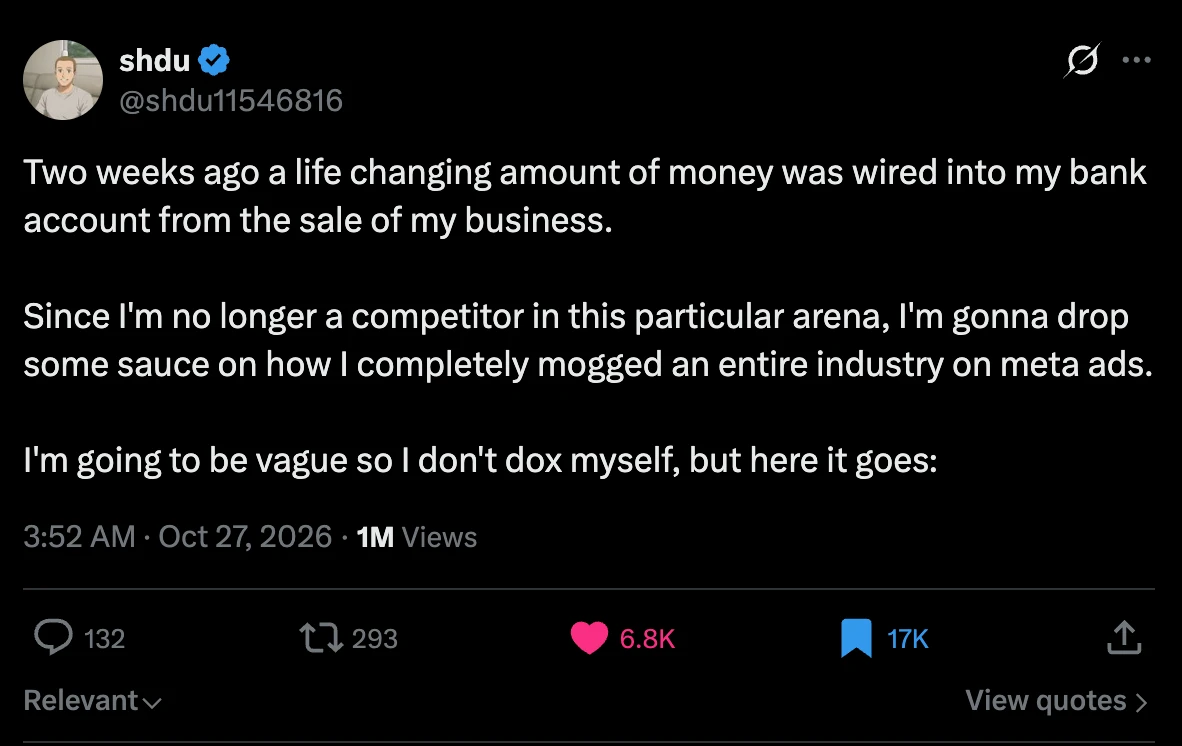 shdu
@shdu11546816
Two weeks ago a life changing amount of money was wired into my bank
account from the sale of my business.
Since I'm no longer a competitor in this particular arena, I'm gonna drop
some sauce on how I completely mogged an entire industry on meta ads.
I'm going to be vague so I don't dox myself, but here it goes:
3:52 AM · Oct 27, 2026 · 1M Views
132 293 6.8K 17K
Relevant View quotes